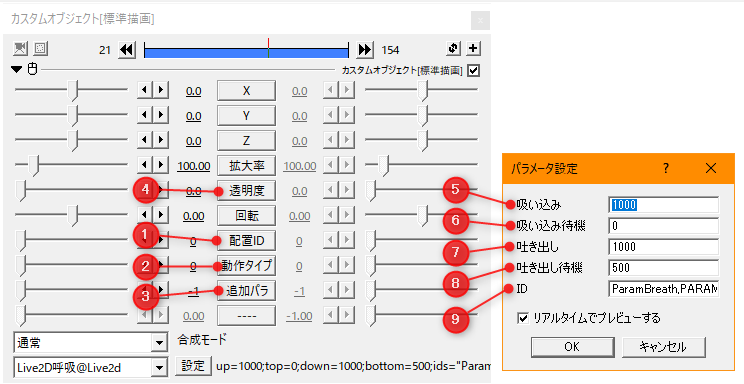 カスタムオブジェクト[標準描画]
21
154
カスタムオブジェクト[標準描画]
0.0 X 0.0
0.0 Y 0.0
0.0 Z 0.0
100.00 拡大率 100.00
4 0.0 透明度 0.0
0.00 回転 0.00
1 0 配置ID 0
2 0 動作タイプ 0
3 -1 追加パラ -1
0.00 ---- -1.00
通常 合成モード
Live2D呼吸@Live2d 設定 up=1000;top=0;down=1000;bottom=500;ids="Param
パラメータ設定 ?
5 吸い込み 1000
6 吸い込み待機 0
7 吐き出し 1000
8 吐き出し待機 500
9 ID ParamBreath,PARAM
リアルタイムでプレビューする
OK キャンセル